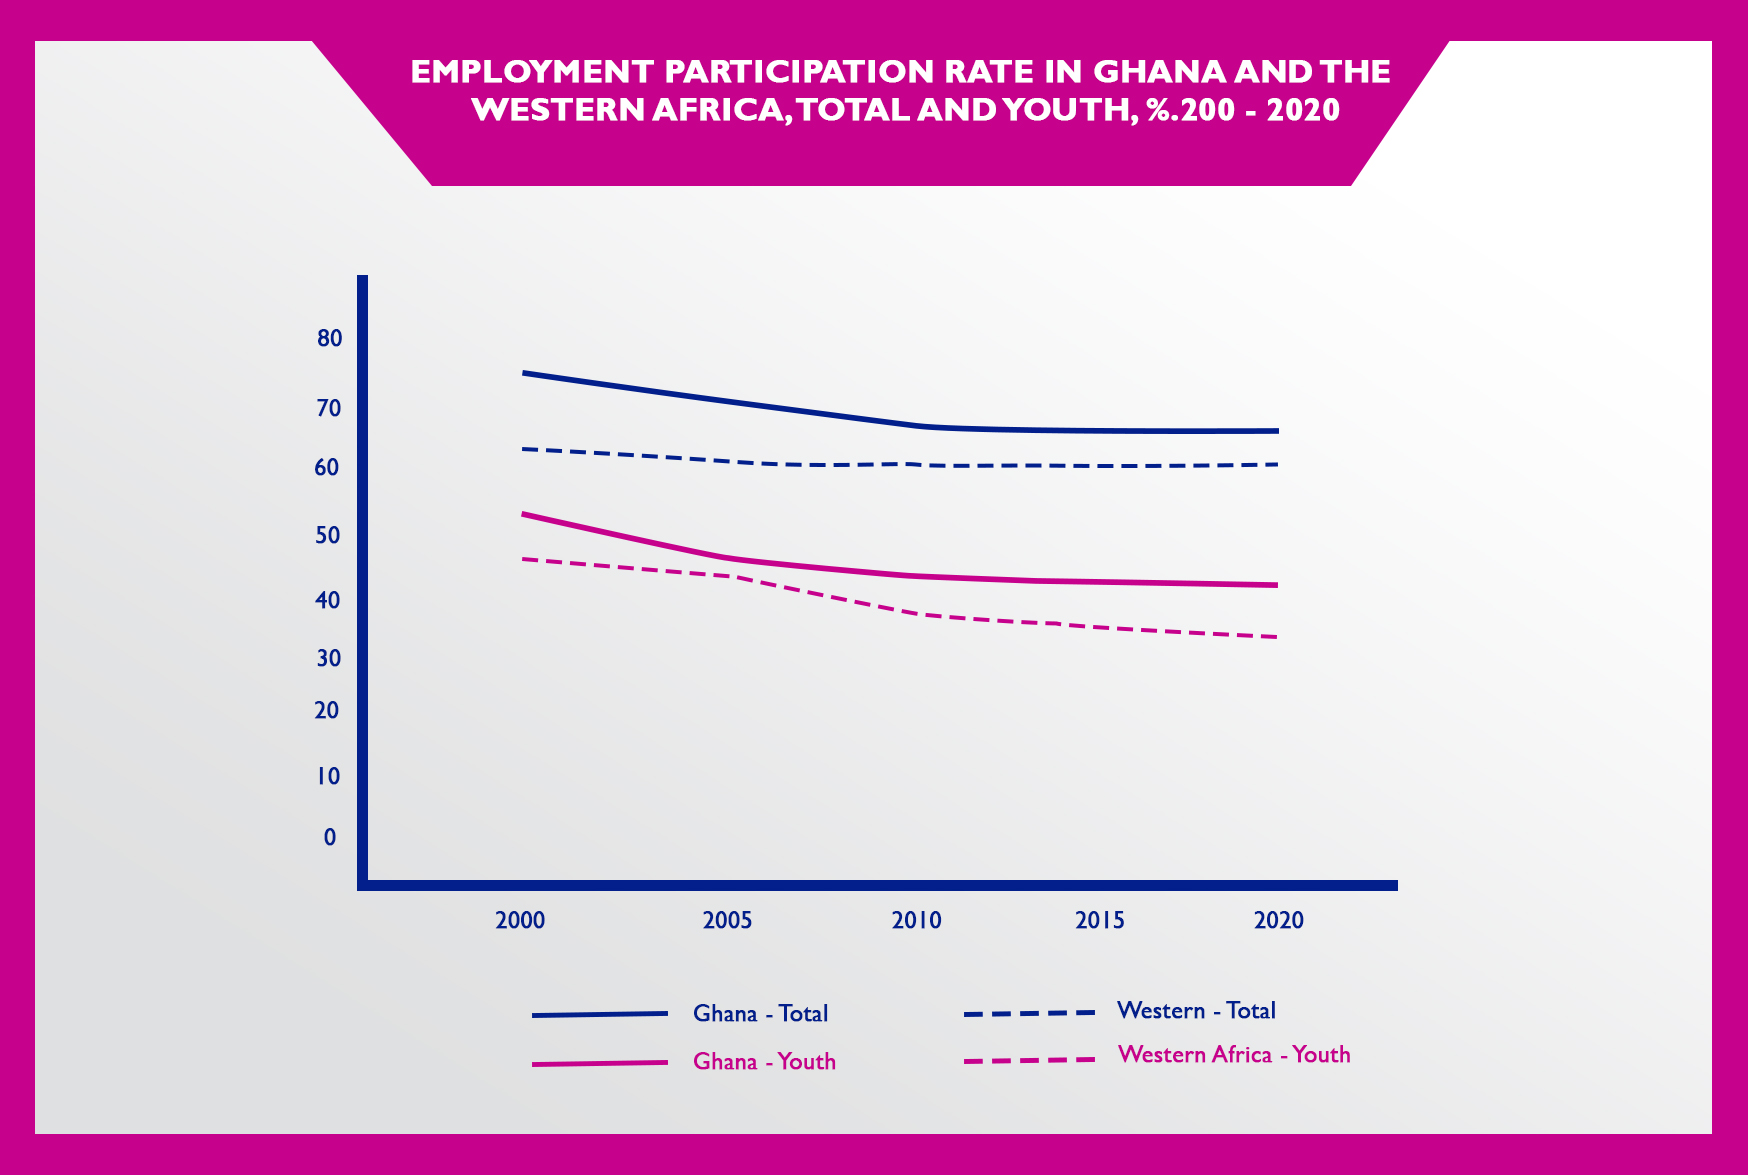 EMPLOYMENT PARTICIPATION RATE IN GHANA AND THE
WESTERN AFRICA, TOTAL AND YOUTH, %.200 - 2020
80
70
60
50
40
30
20
10
0
2000 2005 2010 2015 2020
Ghana - Total
Western - Total
Ghana - Youth
Western Africa - Youth